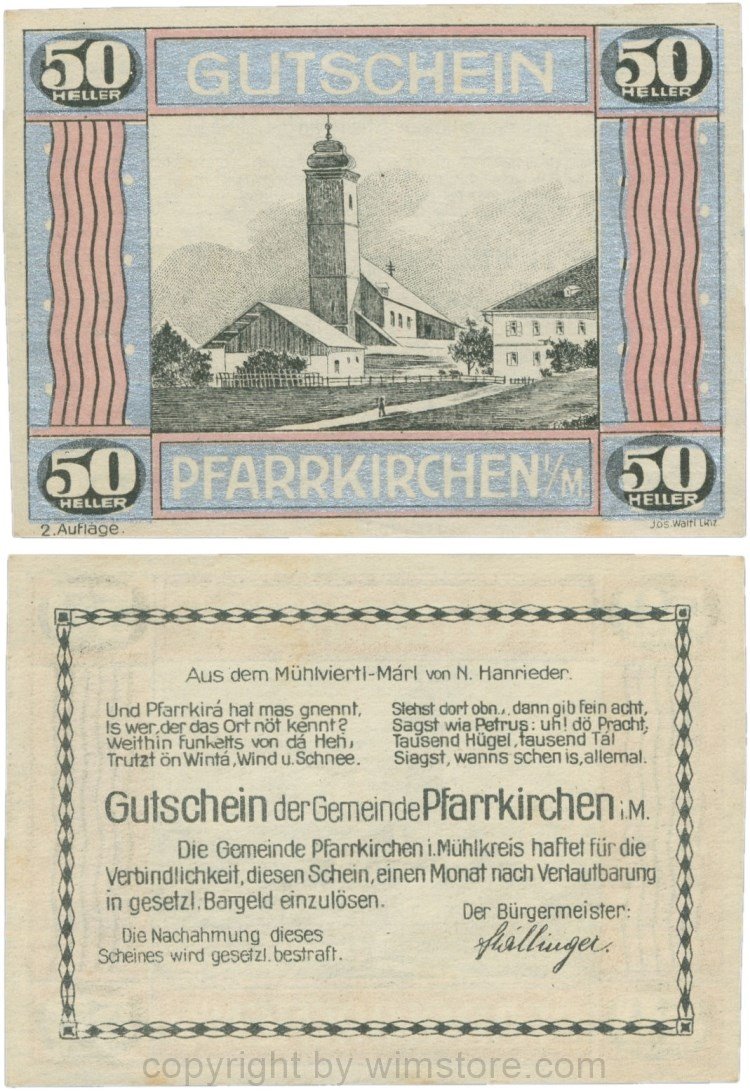 50 HELLER
GUTSCHEIN
50 HELLER
50 HELLER
PFARRKIRCHEN i/M.
50 HELLER
2. Auflage.
Jos. Waitl Linz
Aus dem Mühlviertl-Márl von N. Hanrieder.
Und Pfarrkirá hat mas gnennt,
Is wer, der das Ort nöt kennt?
Weithin funkelts von dá Heh,
Trutzt ön Wintá, Wind u. Schnee.
Stehst dort obn., dann gib fein acht,
Sagst wia Petrus: uh! dö Pracht,
Tausend Hügel, tausend Tál
Siagst, wanns schen is, allemal.
Gutschein der Gemeinde Pfarrkirchen i.M.
Die Gemeinde Pfarrkirchen i. Mühlkreis haftet für die
Verbindlichkeit, diesen Schein, einen Monat nach Verlautbarung
in gesetzl. Bargeld einzulösen.
Der Bürgermeister:
Die Nachahmung dieses
Scheines wird gesetzl. bestraft.
copyright by wimstore.com